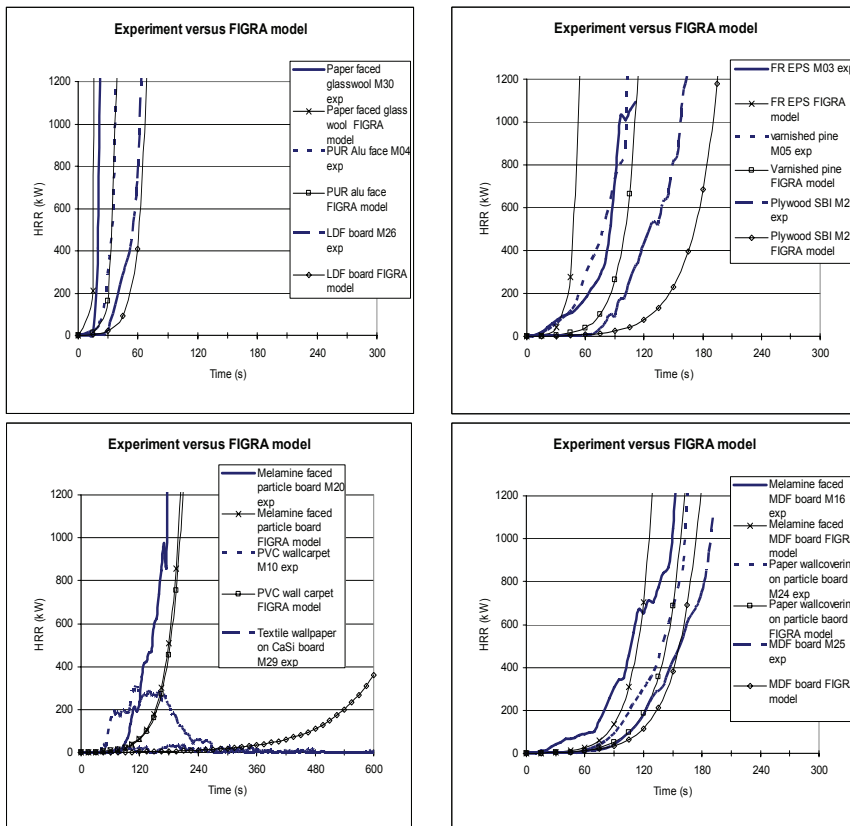 Experiment versus FIGRA model
1200
1000
800
600
400
200
0
HRR (kW)
0 60 120 180 240 300
Time (s)
Paper faced
glasswool M30
exp
Paper faced glass
wool FIGRA
model
PUR Alu face M04
exp
PUR alu face
FIGRA model
LDF board M26
exp
LDF board FIGRA
model
Experiment versus FIGRA model
1200
1000
800
600
400
200
0
HRR (kW)
0 60 120 180 240 300
Time (s)
FR EPS M03 exp
FR EPS FIGRA
model
varnished pine
M05 exp
Varnished pine
FIGRA model
Plywood SBI M2
exp
Plywood SBI M2
FIGRA model
Experiment versus FIGRA model
1200
1000
800
600
400
200
0
HRR (kW)
0 120 240 360 480 600
Time (s)
Melamine faced
particle board M20
exp
Melamine faced
particle board
FIGRA model
PVC wallcarpet
M10 exp
PVC wall carpet
FIGRA model
Textile wallpaper
on CaSi board
M29 exp
Experiment versus FIGRA model
1200
1000
800
600
400
200
0
HRR (kW)
0 60 120 180 240 300
Time (s)
Melamine faced
MDF board M16
exp
Melamine faced
MDF board FIGRA
model
Paper wallcoverin
on particle board
M24 exp
Paper wallcoverin
on particle baord
FIGRA model
MDF board M25
exp
MDF board FIGRA
model